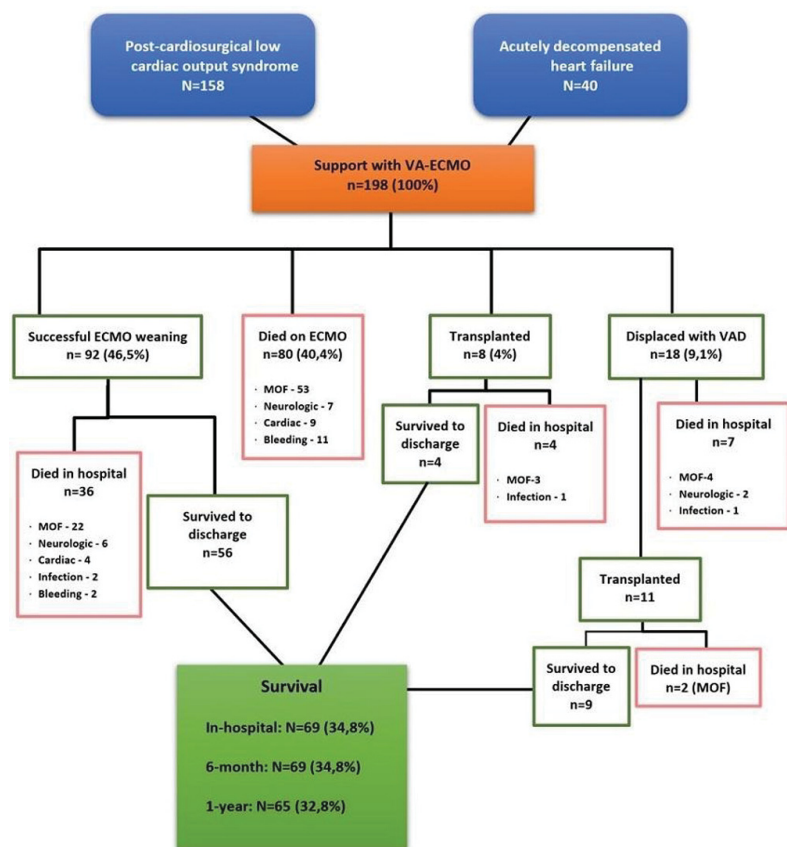 Post-cardiosurgical low
cardiac output syndrome
N=158
Acutely decompensated
heart failure
N=40
Support with VA-ECMO
n=198 (100%)
Successful ECMO weaning
n= 92 (46,5%)
Died on ECMO
n=80 (40,4%)
· MOF - 53
· Neurologic - 7
· Cardiac - 9
· Bleeding - 11
Transplanted
n=8 (4%)
Displaced with VAD
n=18 (9,1%)
Died in hospital
n=36
· MOF - 22
· Neurologic - 6
· Cardiac - 4
· Infection - 2
· Bleeding - 2
Survived to
discharge
n=56
Survived to
discharge
n=4
Died in hospital
n=4
· MOF-3
· Infection - 1
Died in hospital
n=7
· MOF-4
· Neurologic - 2
· Infection - 1
Transplanted
n=11
Survived to
discharge
n=9
Died in hospital
n=2 (MOF)
Survival
In-hospital: N=69 (34,8%)
6-month: N=69 (34,8%)
1-year: N=65 (32,8%)